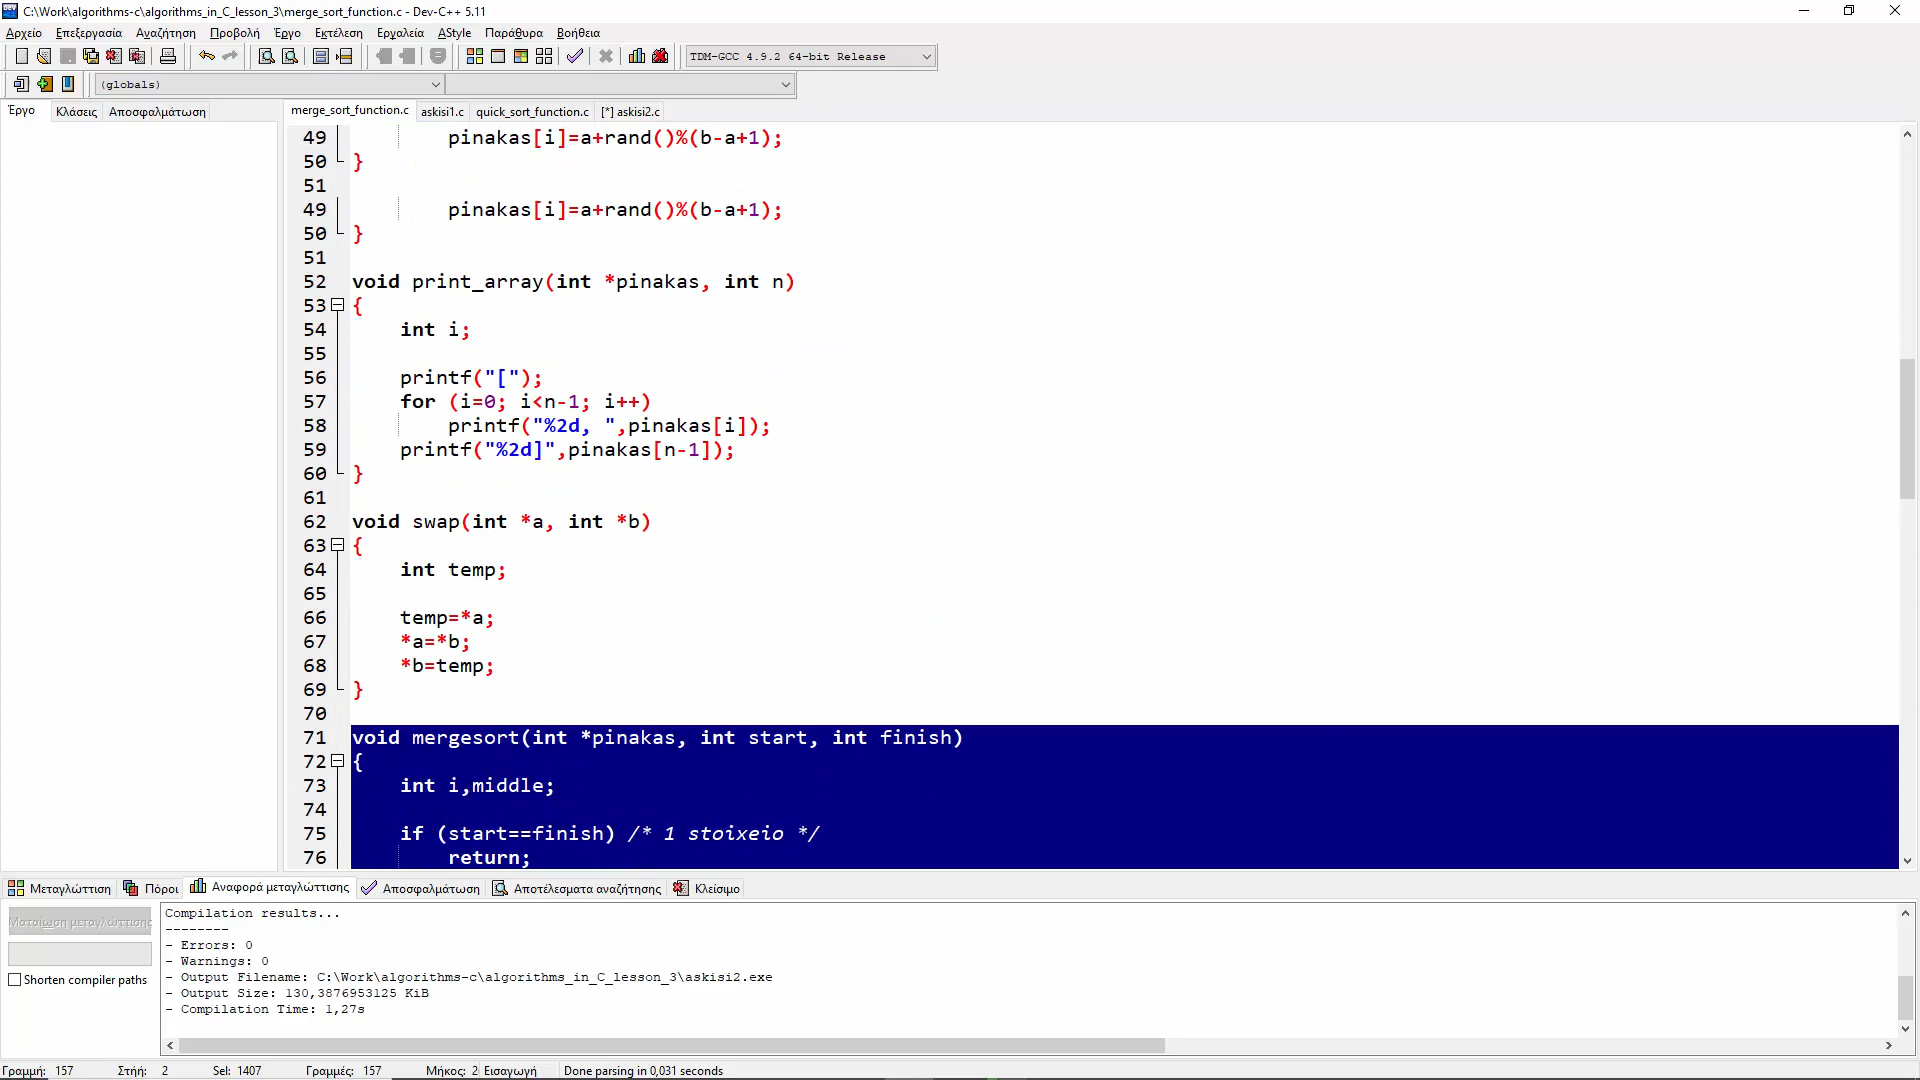 C:\Work\algorithms-c\algorithms_in_C_lesson_3\merge_sort_function.c - Dev-C++ 5.11
Αρχείο Επεξεργασία Αναζήτηση Προβολή Έργο Εκτέλεση Εργαλεία AStyle Παράθυρα Βοήθεια
TDM-GCC 4.9.2 64-bit Release
(globals)
Έργο Κλάσεις Αποσφαλμάτωση
merge_sort_function.c askisi1.c quick_sort_function.c [*] askisi2.c
49 pinakas[i]=a+rand()%(b-a+1);
50 }
51
49 pinakas[i]=a+rand()%(b-a+1);
50 }
51
52 void print_array(int *pinakas, int n)
53 {
54 int i;
55
56 printf("[");
57 for (i=0; i<n-1; i++)
58 printf("%2d, ",pinakas[i]);
59 printf("%2d]",pinakas[n-1]);
60 }
61
62 void swap(int *a, int *b)
63 {
64 int temp;
65
66 temp=*a;
67 *a=*b;
68 *b=temp;
69 }
70
71 void mergesort(int *pinakas, int start, int finish)
72 {
73 int i,middle;
74
75 if (start==finish) /* 1 stoixeio */
76 return;
Μεταγλώττιση Πόροι Αναφορά μεταγλώττισης Αποσφαλμάτωση Αποτέλεσματα αναζήτησης Κλείσιμο
Ματαίωση μεταγλώττισης
Shorten compiler paths
Compilation results...
--------
- Errors: 0
- Warnings: 0
- Output Filename: C:\Work\algorithms-c\algorithms_in_C_lesson_3\askisi2.exe
- Output Size: 130,3876953125 KiB
- Compilation Time: 1,27s
Γραμμή: 157 Στήή: 2 Sel: 1407 Γραμμές: 157 Μήκος: 2 Εισαγωγή Done parsing in 0,031 seconds